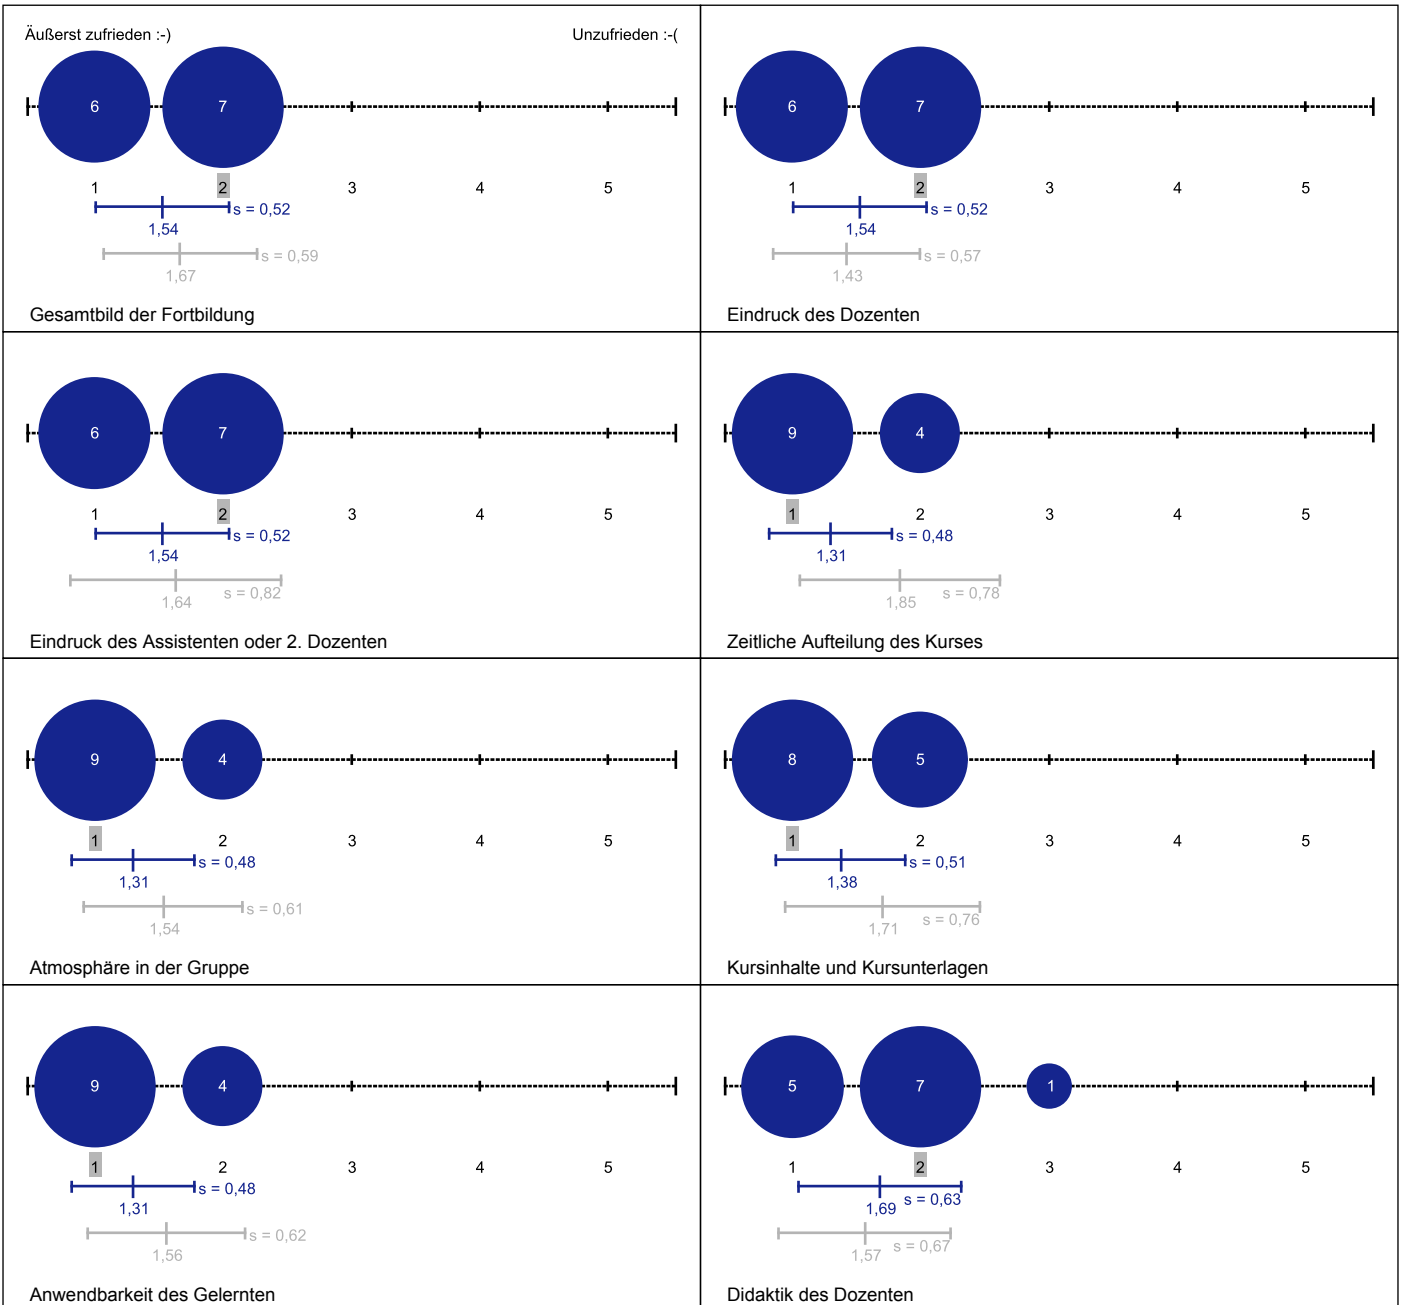 Äußerst zufrieden :-)
Unzufrieden :-(
6
7
1
2
3
4
5
s = 0,52
1,54
s = 0,59
1,67
Gesamtbild der Fortbildung
6
7
1
2
3
4
5
s = 0,52
1,54
s = 0,57
1,43
Eindruck des Dozenten
6
7
1
2
3
4
5
s = 0,52
1,54
s = 0,82
1,64
Eindruck des Assistenten oder 2. Dozenten
9
4
1
2
3
4
5
s = 0,48
1,31
s = 0,78
1,85
Zeitliche Aufteilung des Kurses
9
4
1
2
3
4
5
s = 0,48
1,31
s = 0,61
1,54
Atmosphäre in der Gruppe
8
5
1
2
3
4
5
s = 0,51
1,38
s = 0,76
1,71
Kursinhalte und Kursunterlagen
9
4
1
2
3
4
5
s = 0,48
1,31
s = 0,62
1,56
Anwendbarkeit des Gelernten
5
7
1
1
2
3
4
5
s = 0,63
1,69
s = 0,67
1,57
Didaktik des Dozenten